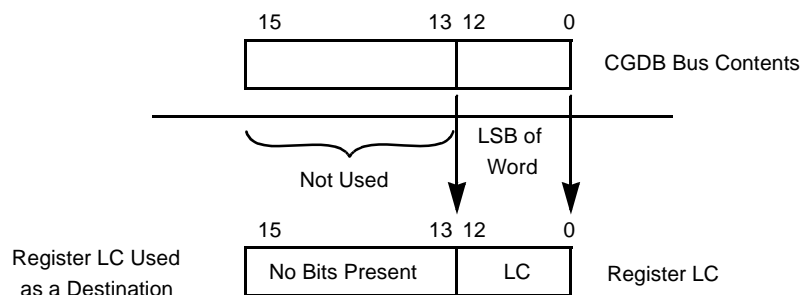 15 13 12 0
CGDB Bus Contents
LSB of
Word
Not Used
15 13 12 0
Register LC Used
as a Destination
No Bits Present
LC
Register LC